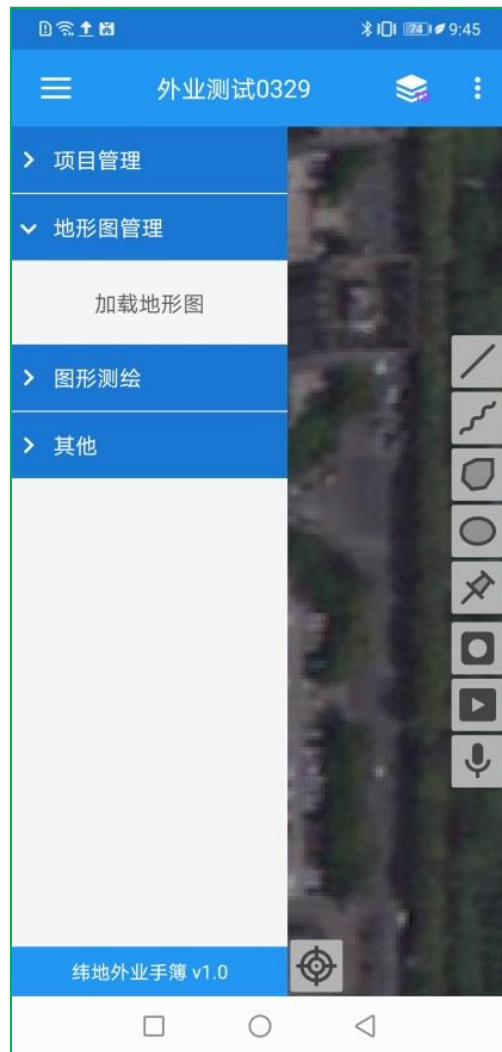 74 9:45
外业测试0329
项目管理
地形图管理
加载地形图
图形测绘
其他
纬地外业手簿 v1.0